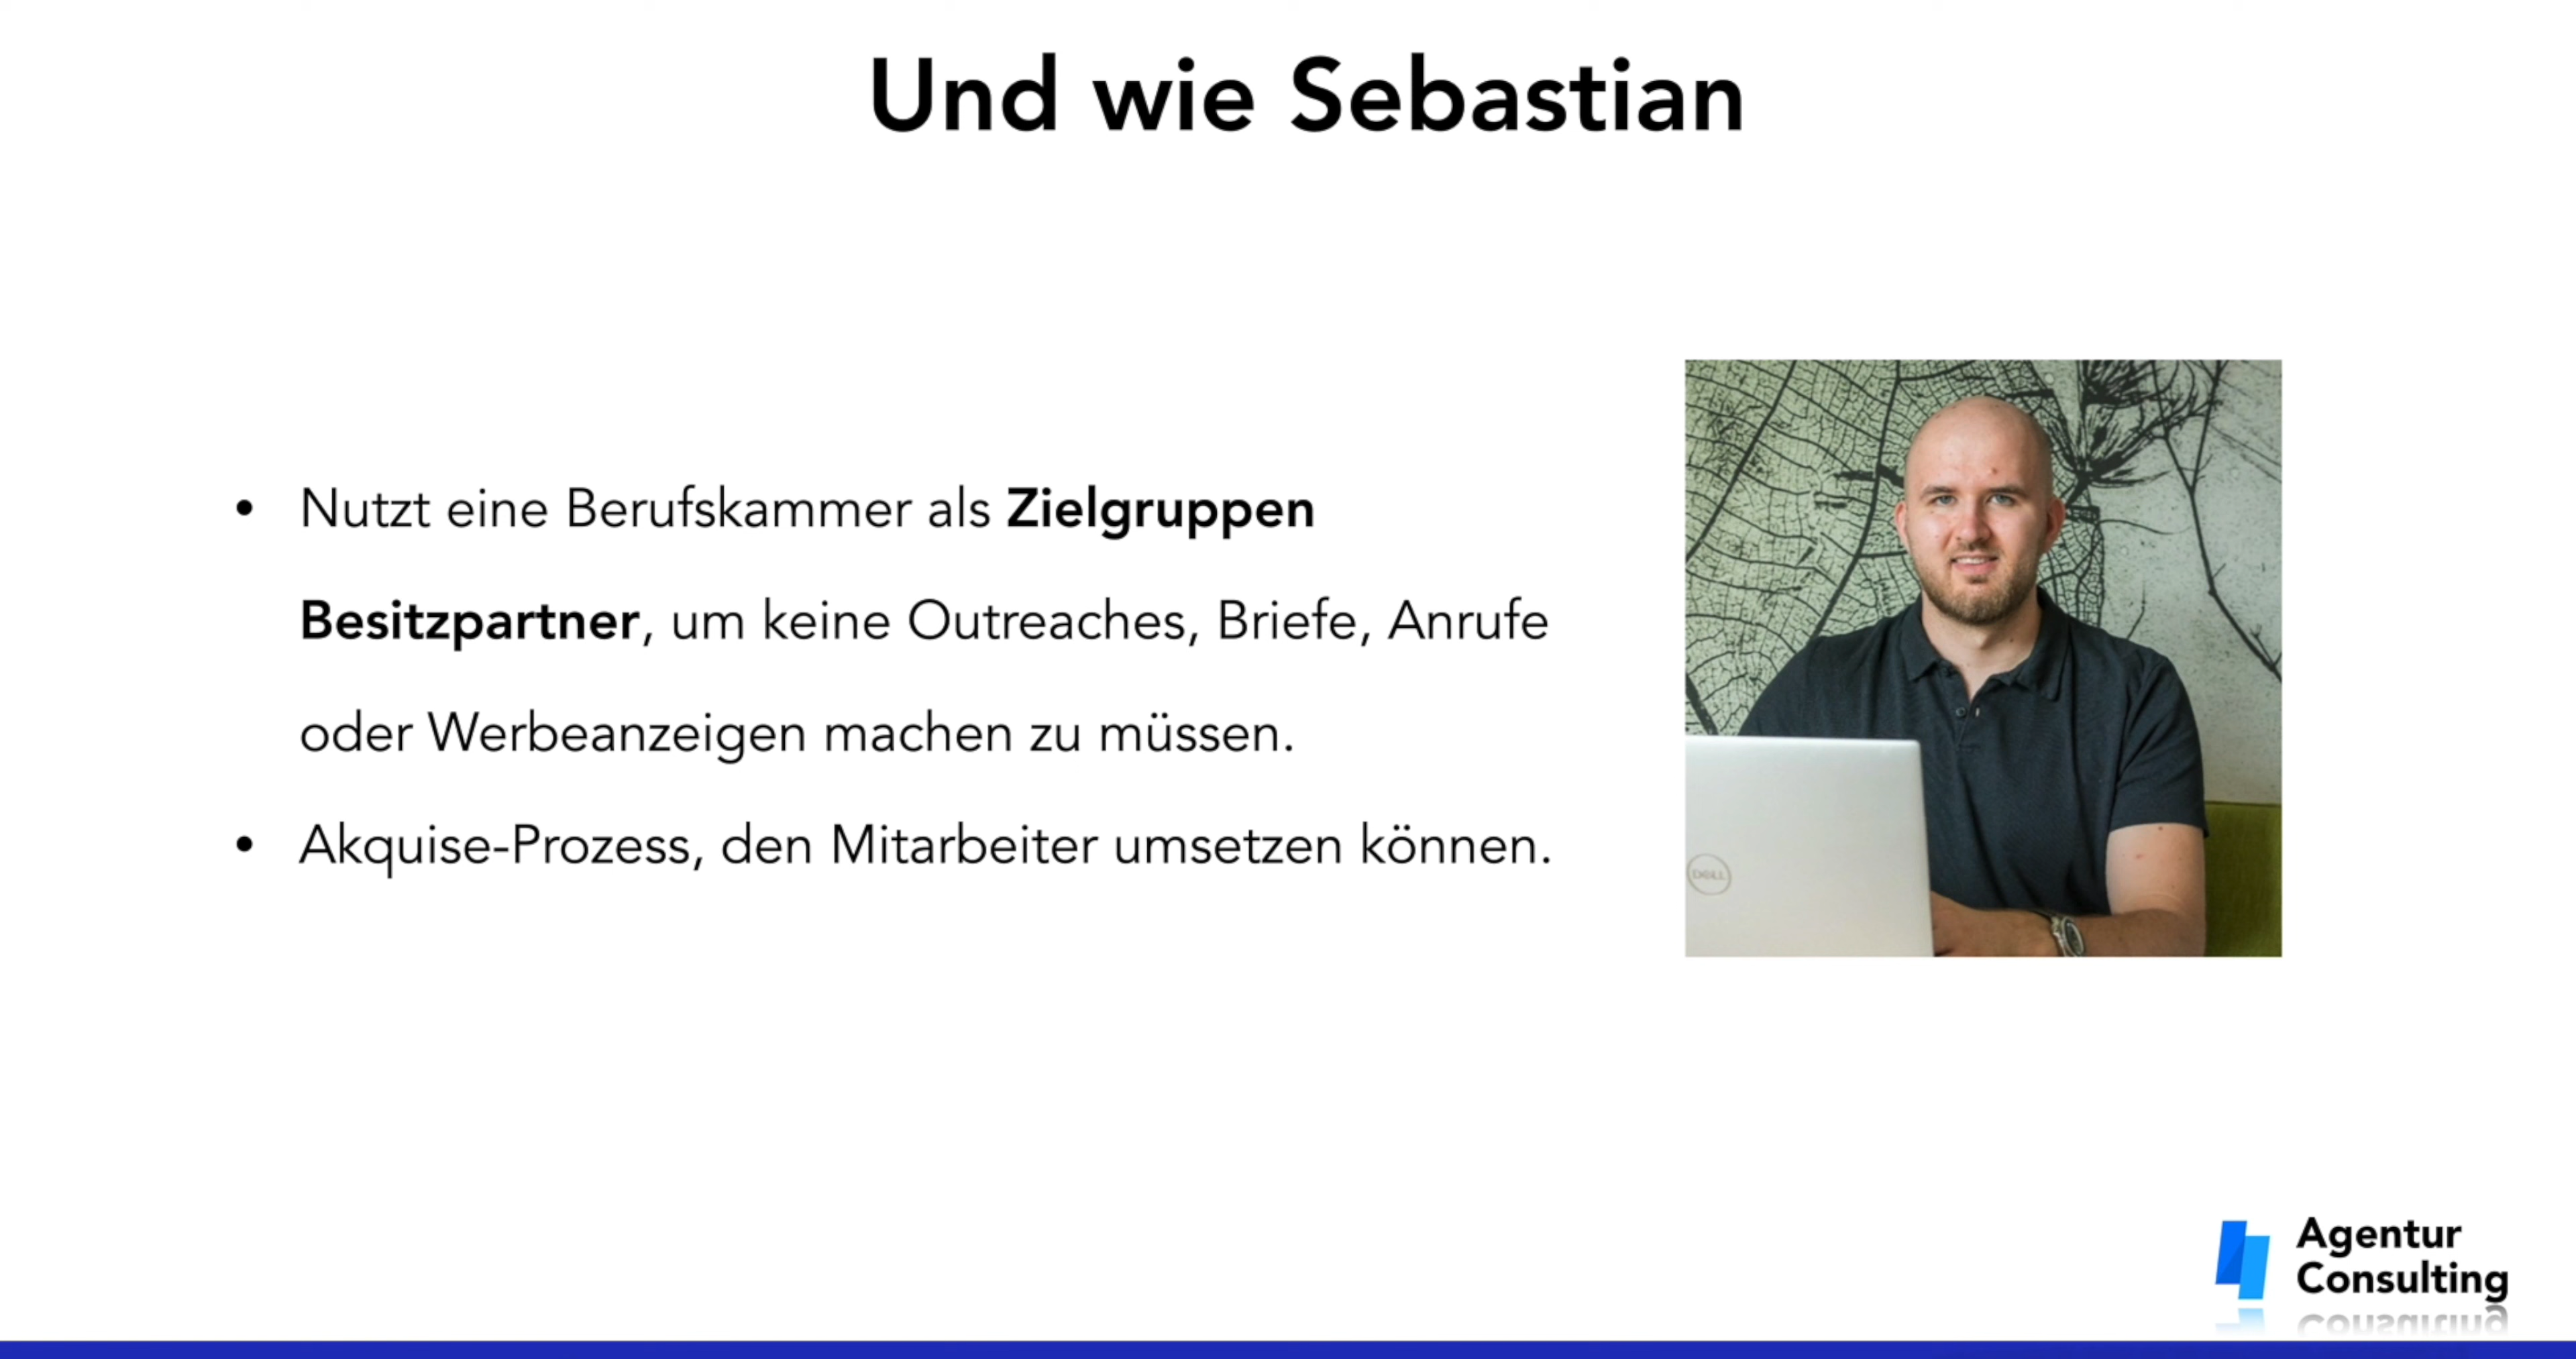 Und wie Sebastian
• Nutzt eine Berufskammer als Zielgruppen
Besitzpartner, um keine Outreaches, Briefe, Anrufe
oder Werbeanzeigen machen zu müssen.
• Akquise-Prozess, den Mitarbeiter umsetzen können.
DELL
Agentur
Consulting